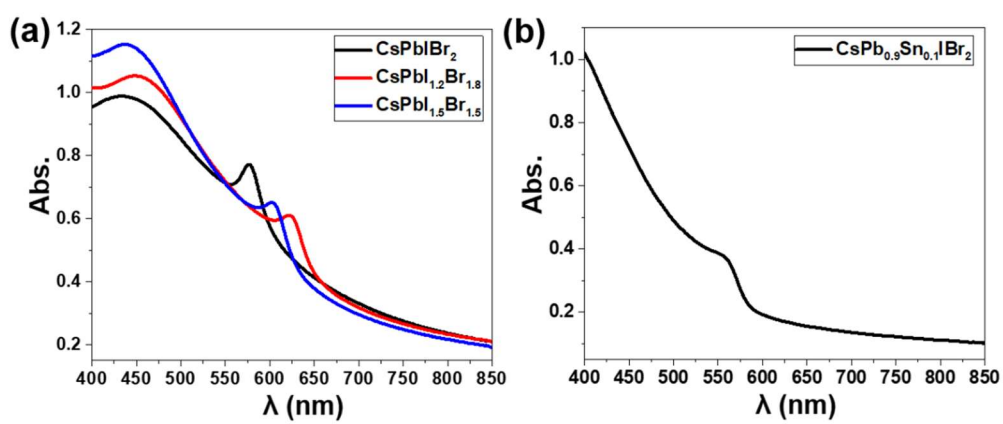 (a)
CsPbIBr₂
CsPbI₁.₂Br₁.₈
CsPbI₁.₅Br₁.₅
Abs.
1.2
1.0
0.8
0.6
0.4
0.2
400 450 500 550 600 650 700 750 800 850
λ (nm)
(b)
CsPb₀.₉Sn₀.₁IBr₂
Abs.
1.0
0.8
0.6
0.4
0.2
0.0
400 450 500 550 600 650 700 750 800 850
λ (nm)